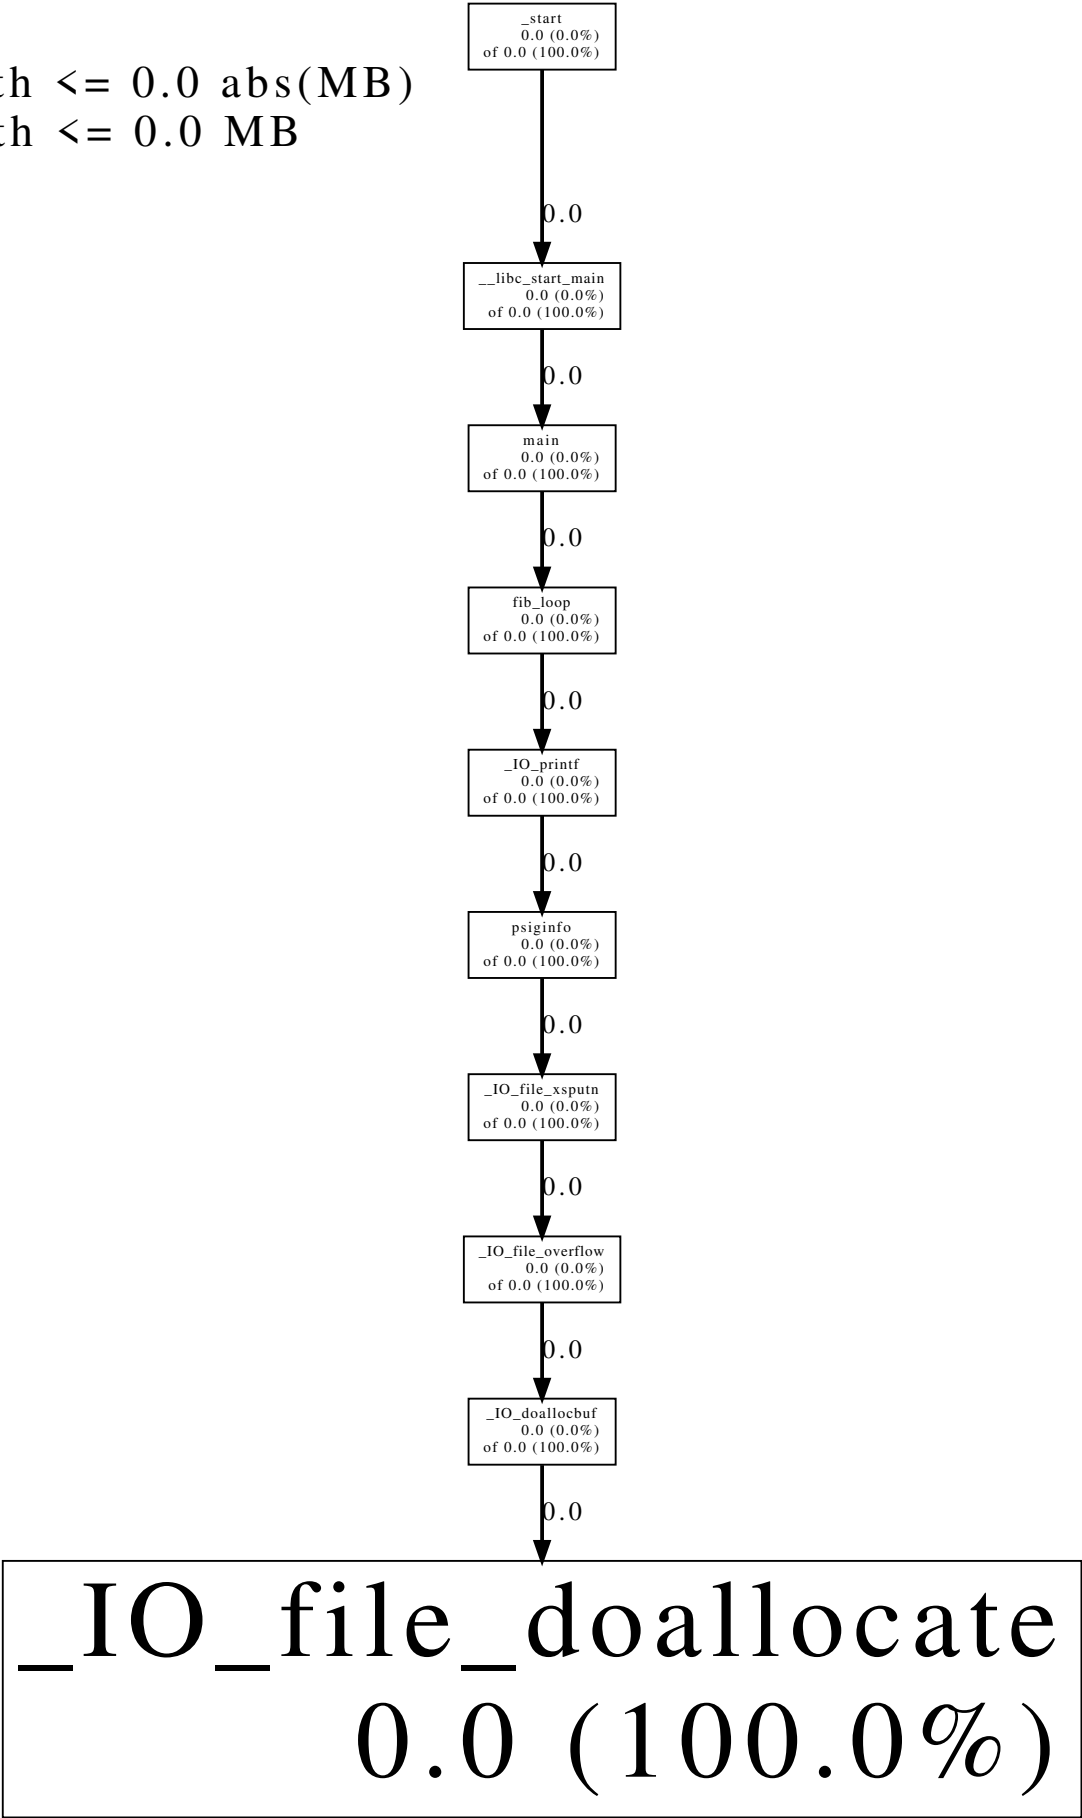 _start
0.0 (0.0%)
of 0.0 (100.0%)
th <= 0.0 abs(MB)
th <= 0.0 MB
0.0
__libc_start_main
0.0 (0.0%)
of 0.0 (100.0%)
0.0
main
0.0 (0.0%)
of 0.0 (100.0%)
0.0
fib_loop
0.0 (0.0%)
of 0.0 (100.0%)
0.0
_IO_printf
0.0 (0.0%)
of 0.0 (100.0%)
0.0
psiginfo
0.0 (0.0%)
of 0.0 (100.0%)
0.0
_IO_file_xsputn
0.0 (0.0%)
of 0.0 (100.0%)
0.0
_IO_file_overflow
0.0 (0.0%)
of 0.0 (100.0%)
0.0
_IO_doallocbuf
0.0 (0.0%)
of 0.0 (100.0%)
0.0
_IO_file_doallocate
0.0 (100.0%)